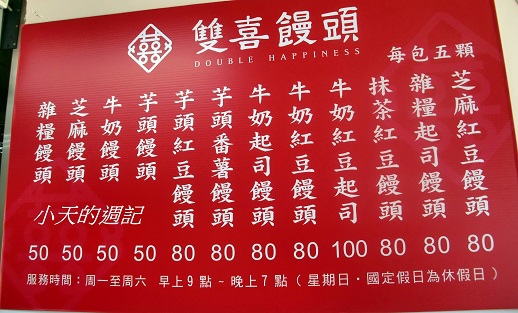 雙喜饅頭
DOUBLE HAPPINESS
每包五顆
芝麻紅豆饅頭
雜糧起司饅頭
抹茶紅豆饅頭
牛奶紅豆起司
牛奶紅豆饅頭
牛奶起司饅頭
芋頭番薯饅頭
芋頭紅豆饅頭
芋頭饅頭
牛奶饅頭
芝麻饅頭
雜糧饅頭
小天的週記
50 50 50 50 80 80 80 80 100 80 80 80
服務時間：周一至周六 早上9點~晚上7點（星期日·國定假日為休假日）